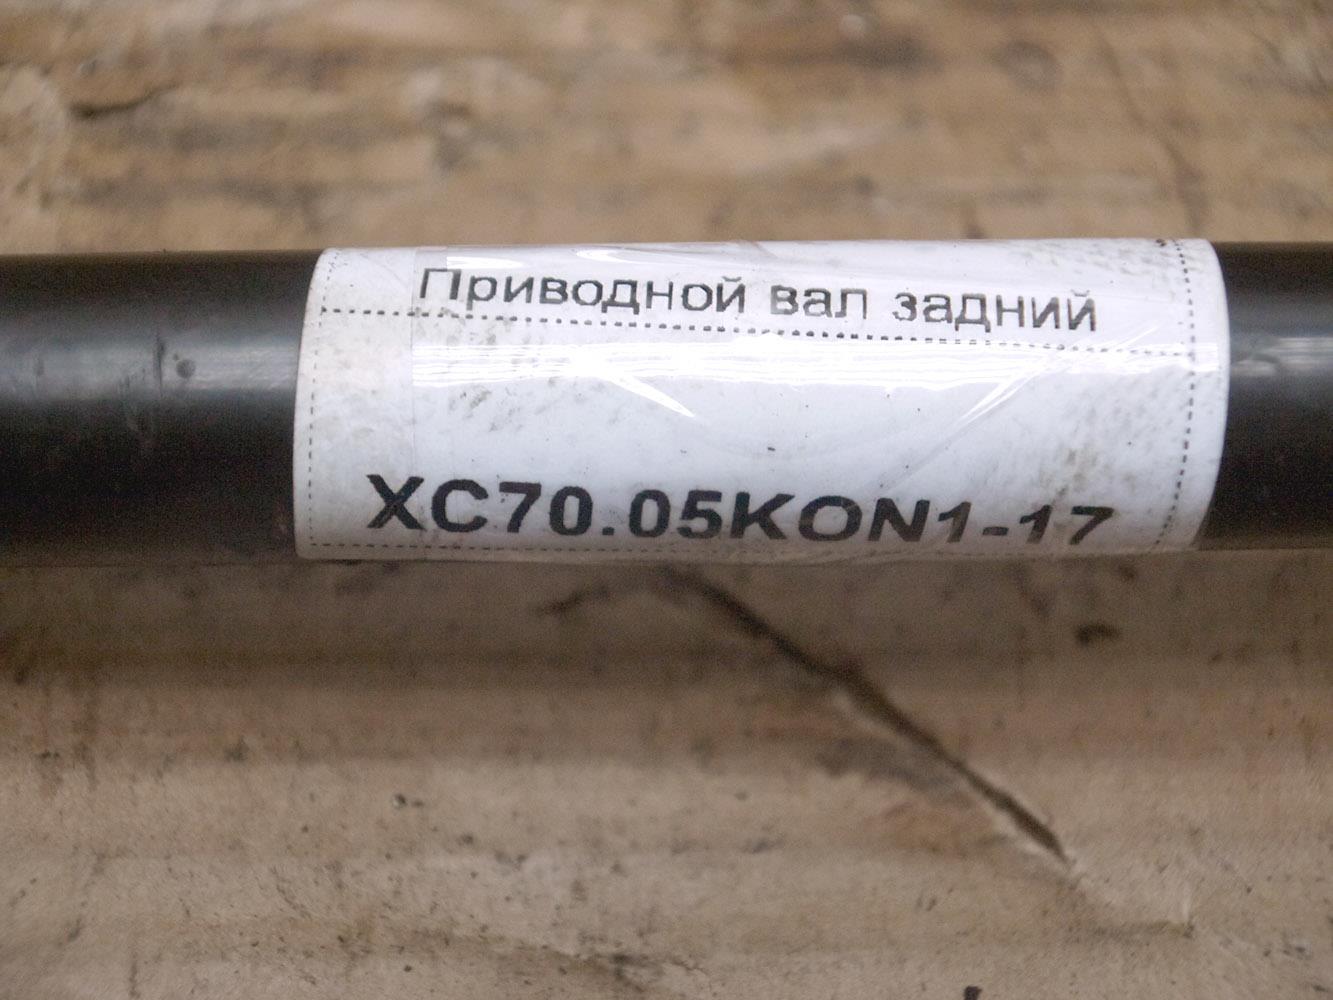 Приводной вал задний
XC70.05KON1-17